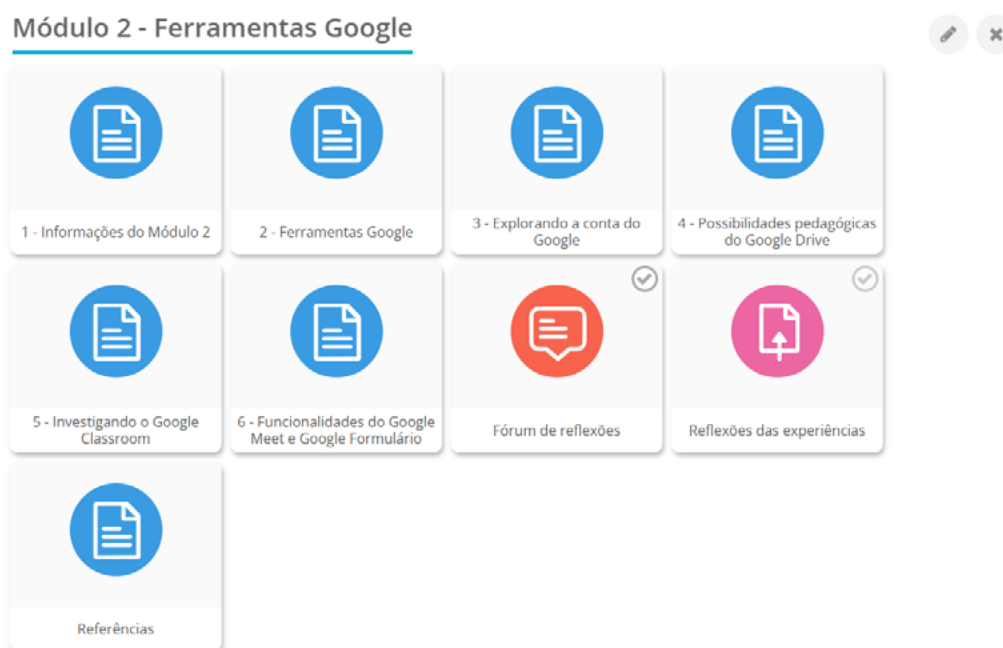 Módulo 2 - Ferramentas Google
1 - Informações do Módulo 2
2 - Ferramentas Google
3 - Explorando a conta do
Google
4 - Possibilidades pedagógicas
do Google Drive
5 - Investigando o Google
Classroom
6 - Funcionalidades do Google
Meet e Google Formulário
Fórum de reflexões
Reflexões das experiências
Referências